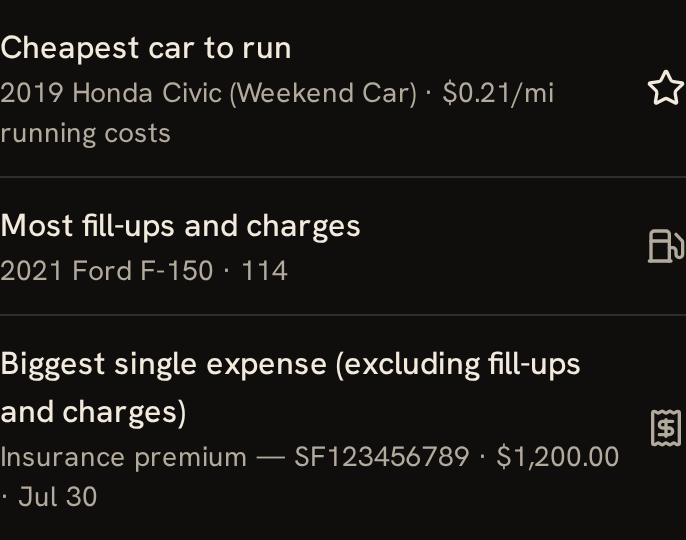 Cheapest car to run
2019 Honda Civic (Weekend Car) · $0.21/mi
running costs
Most fill-ups and charges
2021 Ford F-150 · 114
Biggest single expense (excluding fill-ups
and charges)
Insurance premium — SF123456789 · $1,200.00
· Jul 30